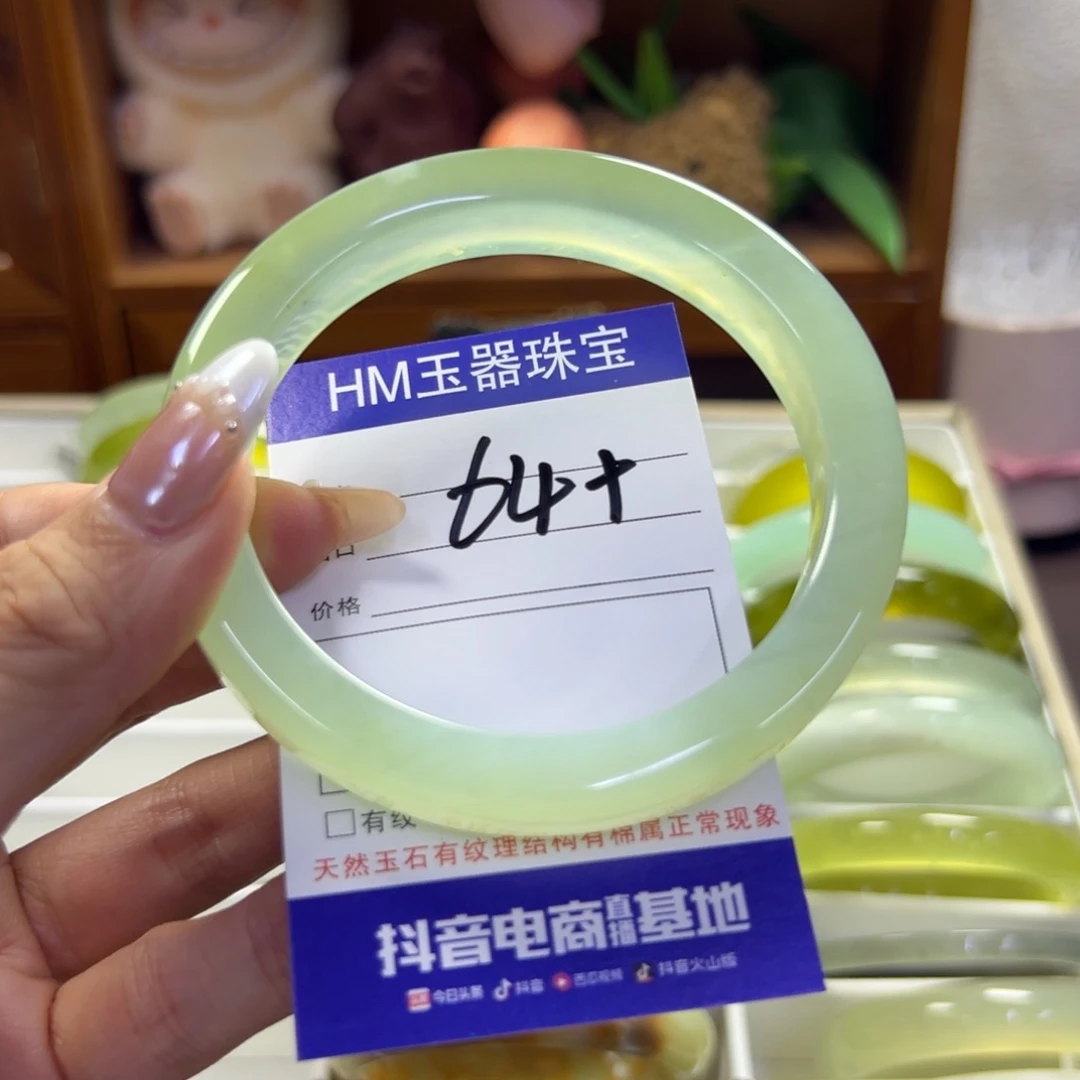 HM玉器珠宝
64+
价格
有纹
天然玉石有纹理结构有棉属正常现象
抖音电商直播基地
今日头条 抖音 西瓜视频 抖音火山版